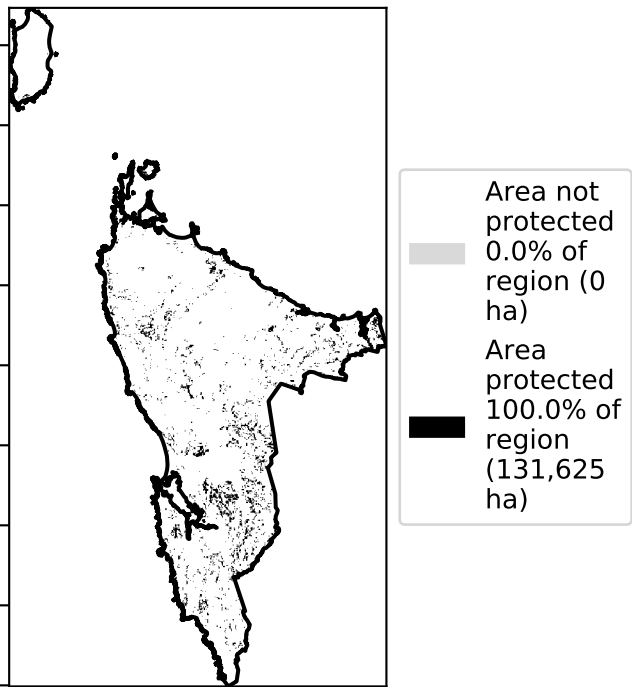 Area not
protected
0.0% of
region (0
ha)
Area
protected
100.0% of
region
(131,625
ha)